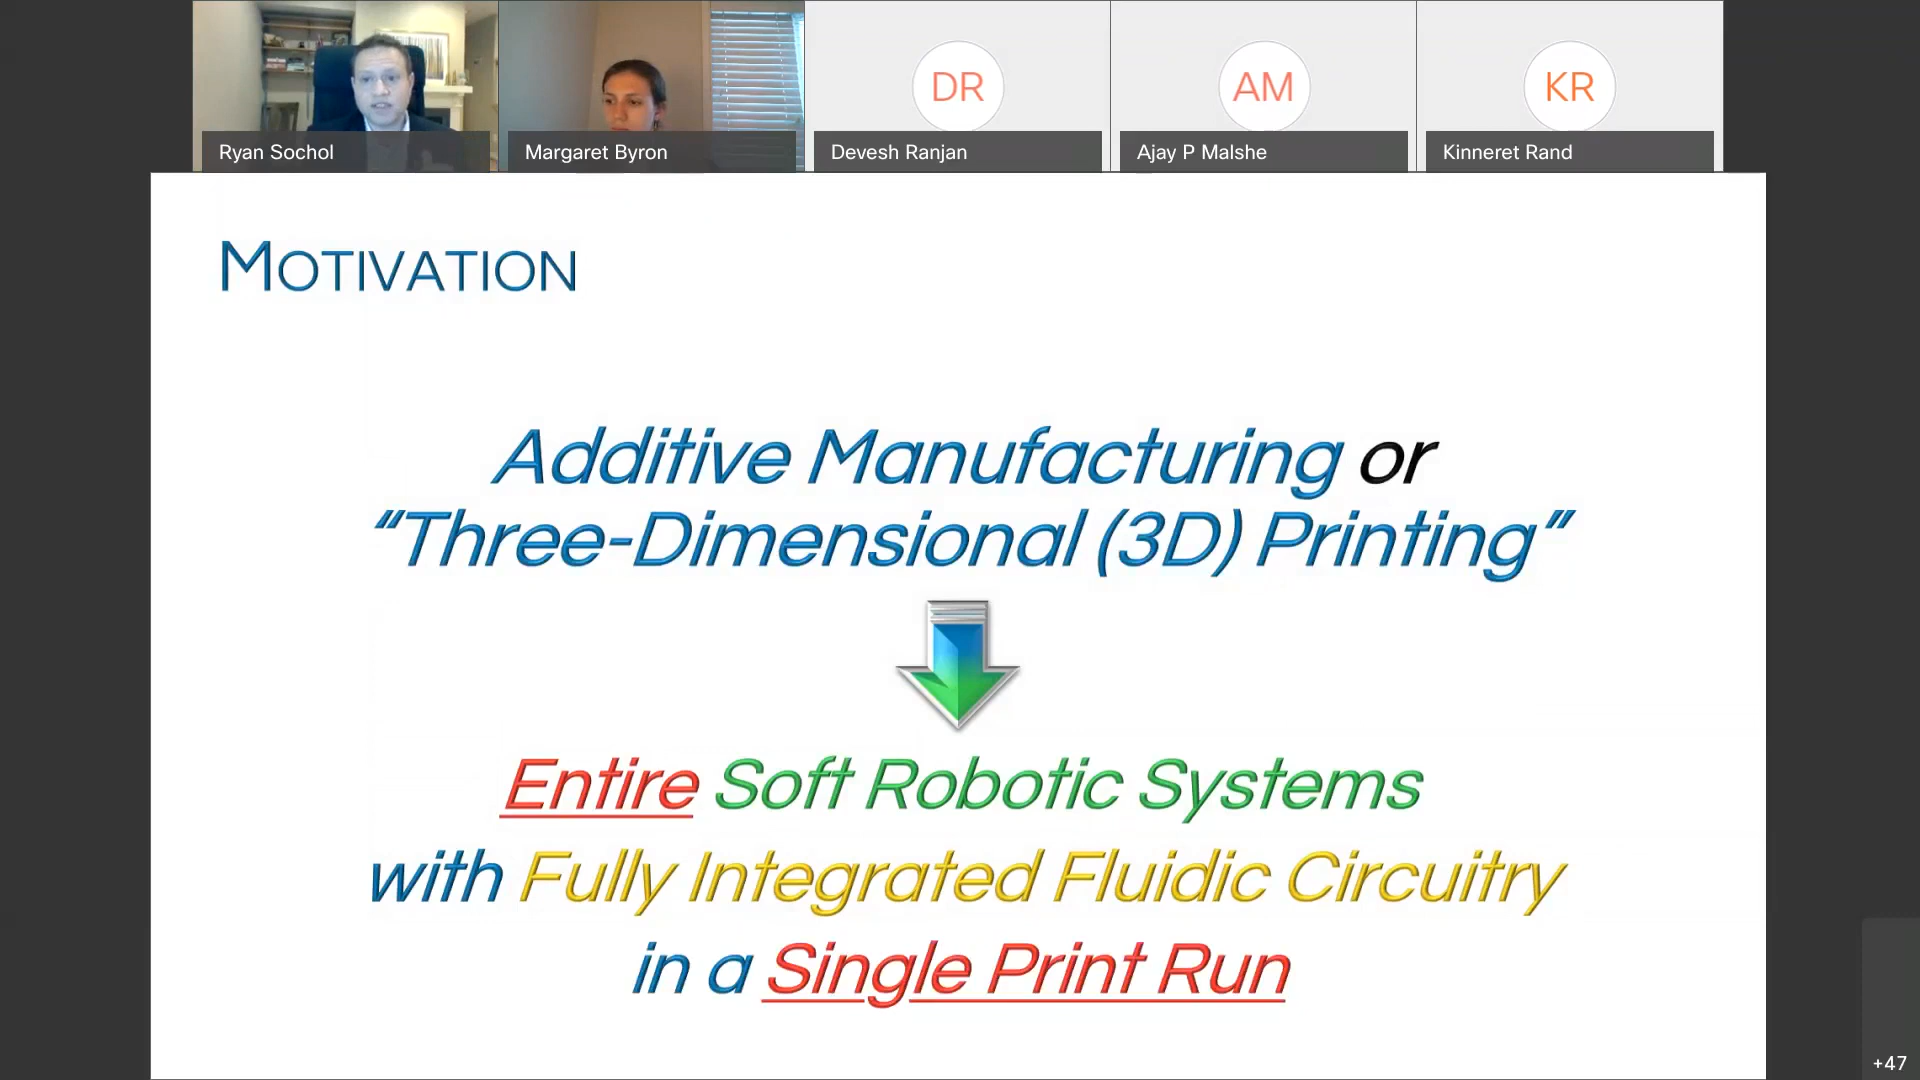 Ryan Sochol
Margaret Byron
DR
Devesh Ranjan
AM
Ajay P Malshe
KR
Kinneret Rand
MOTIVATION
Additive Manufacturing or
“Three-Dimensional (3D) Printing”
Entire Soft Robotic Systems
with Fully Integrated Fluidic Circuitry
in a Single Print Run
+47